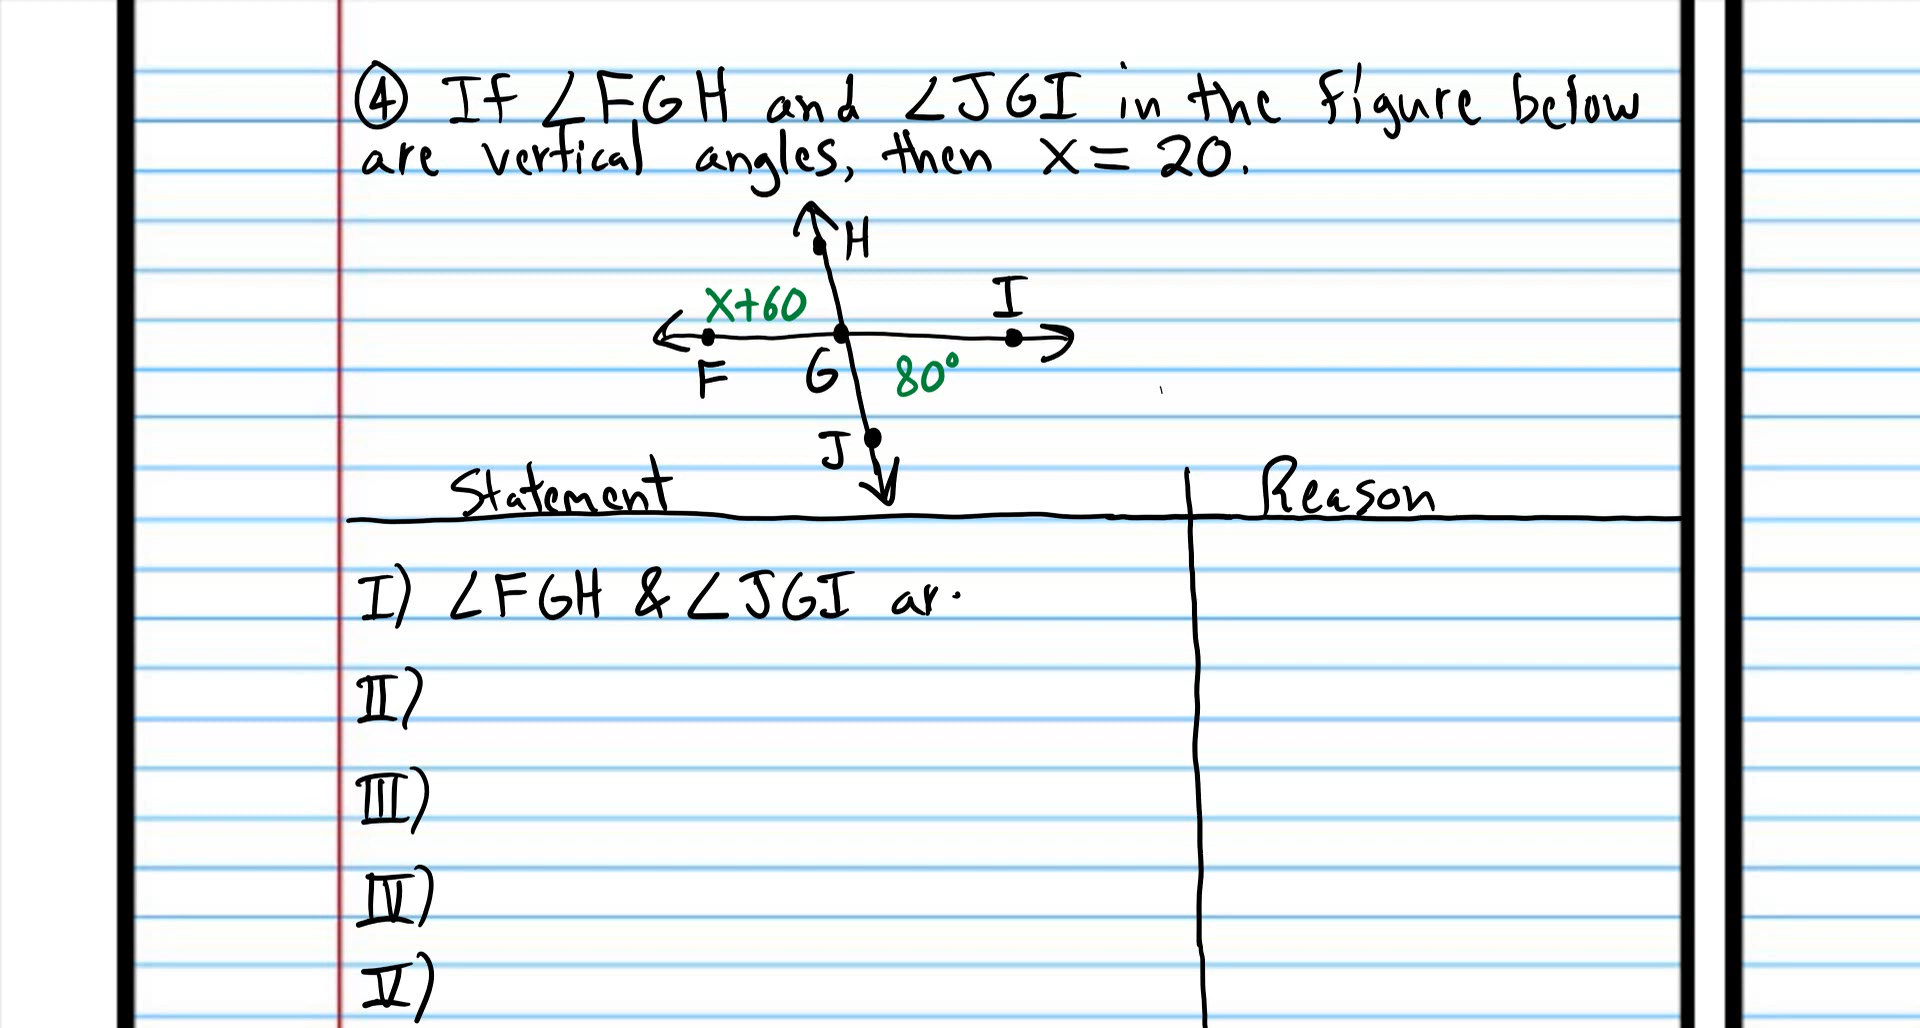 ④ If ∠FGH and ∠JGI in the figure below
are vertical angles, then x = 20.
H
x+60
I
F
G
80°
J
Statement Reason
I) ∠FGH & ∠JGI ar
II)
III)
IV)
V)